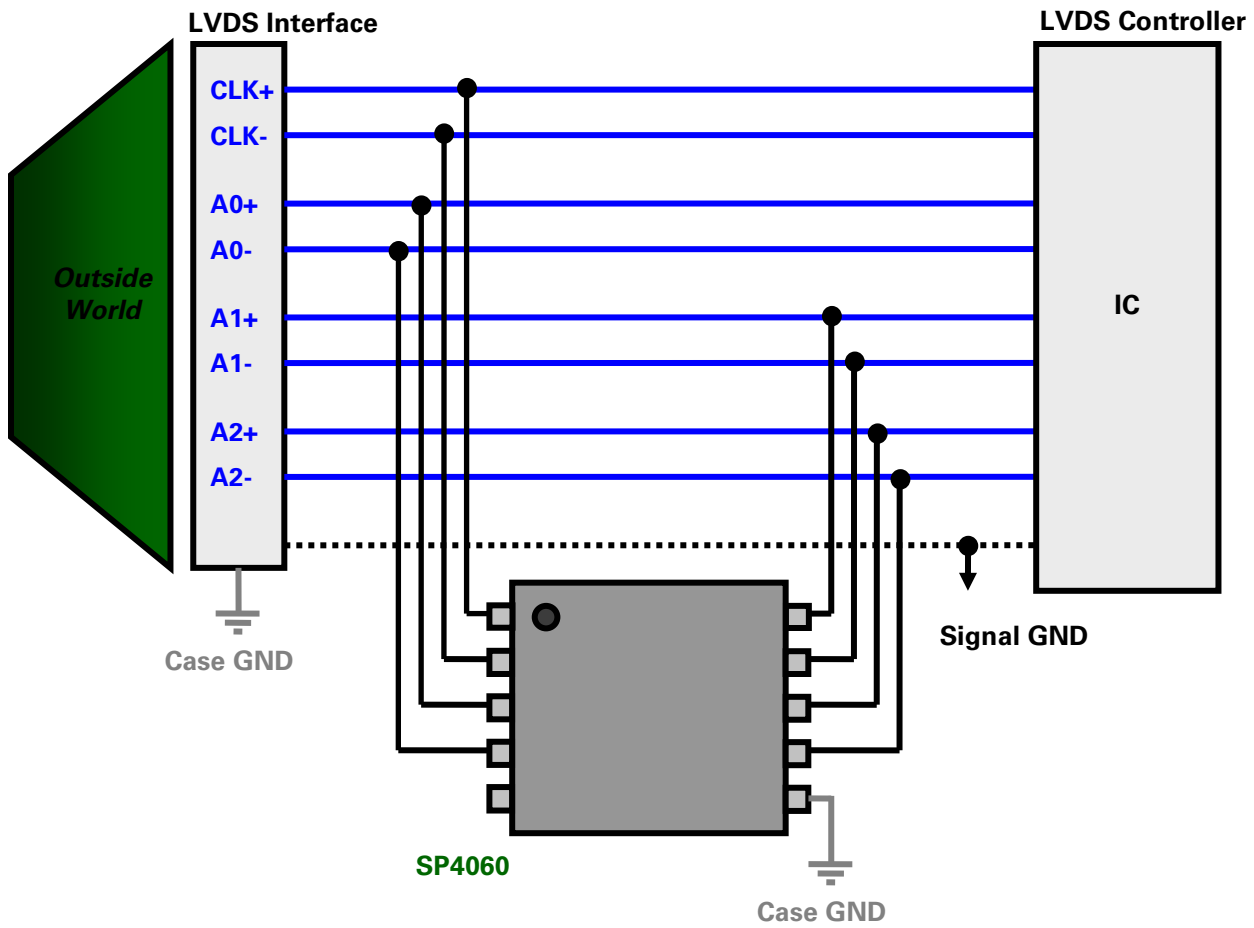 LVDS Interface
LVDS Controller
CLK+
CLK-
A0+
A0-
Outside
World
A1+
A1-
IC
A2+
A2-
Signal GND
Case GND
SP4060
Case GND